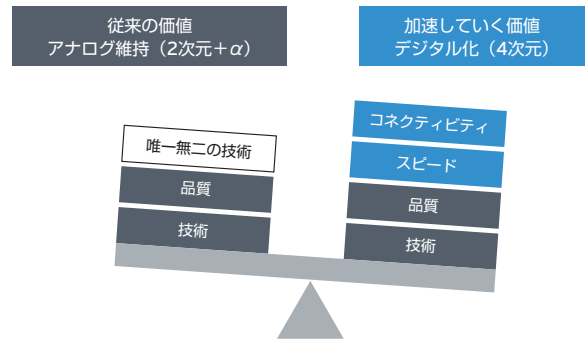 従来の価値
アナログ維持（2次元＋α）
加速していく価値
デジタル化（4次元）
唯一無二の技術
品質
技術
コネクティビティ
スピード
品質
技術